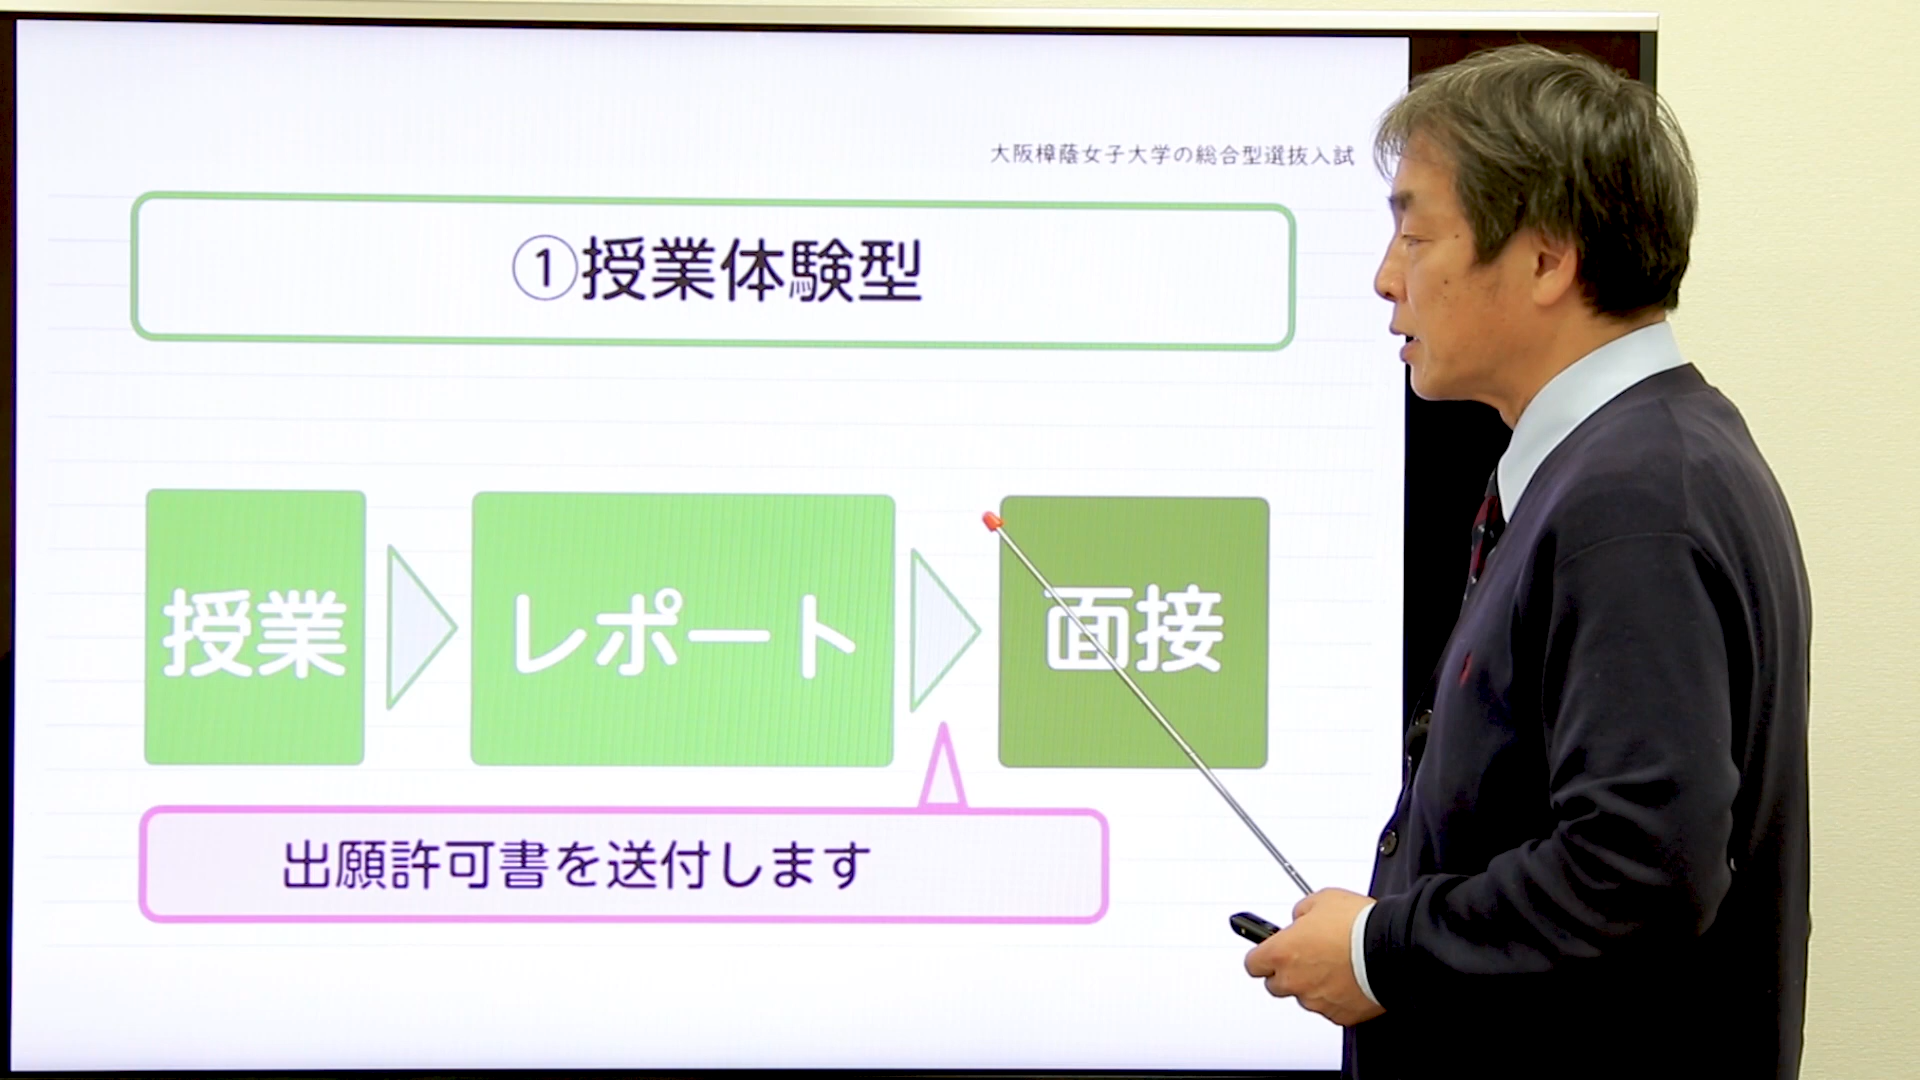 大阪樟蔭女子大学の総合型選抜入試
①授業体験型
授業
レポート
面接
出願許可書を送付します